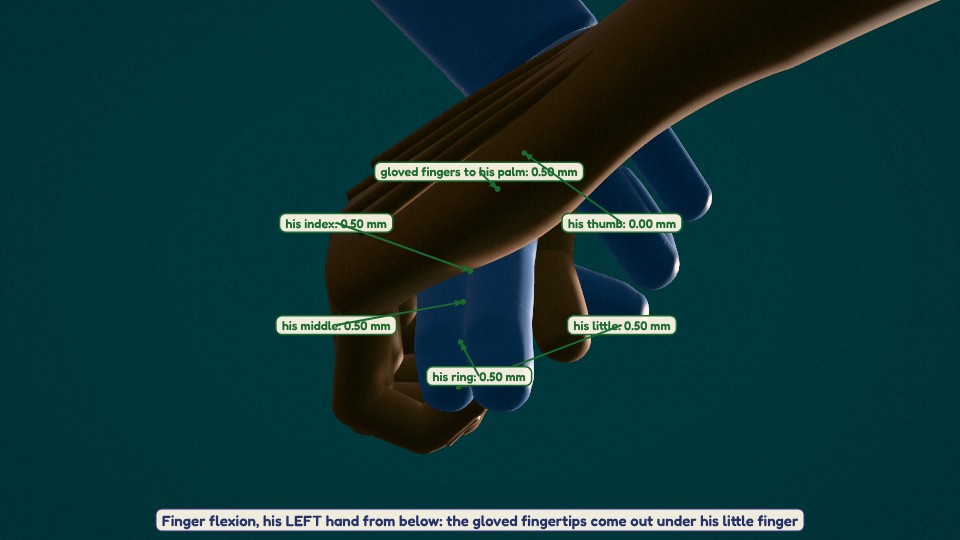 gloved fingers to his palm: 0.50 mm
his index: 0.50 mm
his thumb: 0.00 mm
his middle: 0.50 mm
his little: 0.50 mm
his ring: 0.50 mm
Finger flexion, his LEFT hand from below: the gloved fingertips come out under his little finger